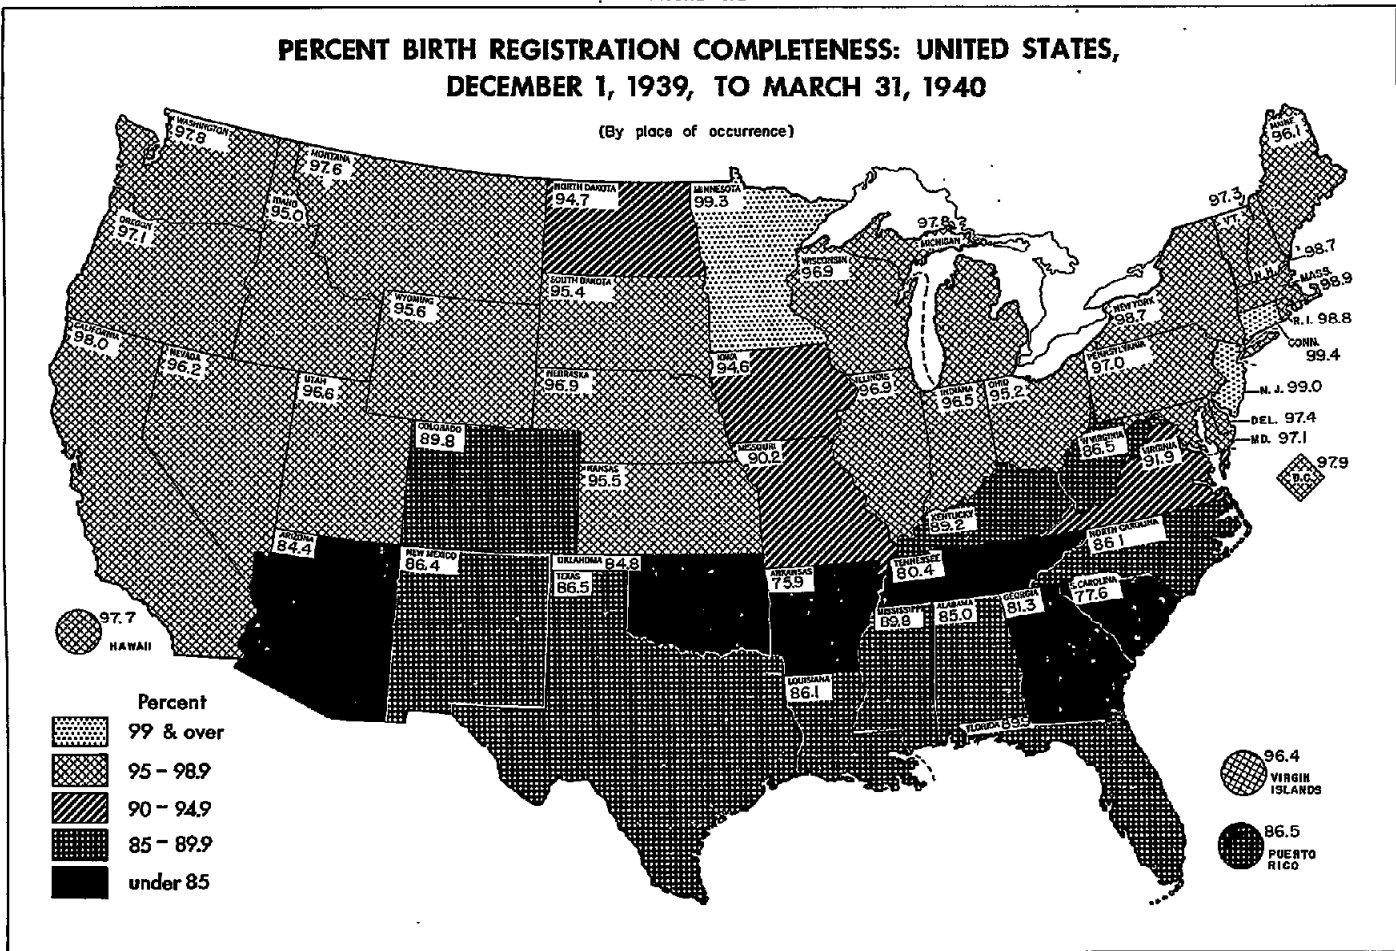 PERCENT BIRTH REGISTRATION COMPLETENESS: UNITED STATES,
DECEMBER 1, 1939, TO MARCH 31, 1940
(By place of occurrence)
WASHINGTON
97.8
MONTANA
97.6
IDAHO
95.0
OREGON
97.1
NORTH DAKOTA
94.7
MINNESOTA
99.3
97.8
MICHIGAN
WISCONSIN
96.9
MAINE
96.1
97.3
VT.
98.7
N.H.
MASS.
98.9
R.I. 98.8
CONN.
99.4
NEW YORK
98.7
SOUTH DAKOTA
95.4
WYOMING
95.6
CALIFORNIA
98.0
NEVADA
96.2
UTAH
96.6
NEBRASKA
96.9
IOWA
94.6
ILLINOIS
96.9
INDIANA
96.5
OHIO
95.2
PENNSYLVANIA
97.0
N.J. 99.0
DEL. 97.4
MD. 97.1
97.9
D.C.
COLORADO
89.8
KANSAS
95.5
MISSOURI
90.2
W VIRGINIA
86.5
VIRGINIA
91.9
KENTUCKY
89.2
NORTH CAROLINA
86.1
ARIZONA
84.4
NEW MEXICO
86.4
OKLAHOMA 84.8
TEXAS
86.5
ARKANSAS
75.9
TENNESSEE
80.4
MISSISSIPPI
89.8
ALABAMA
85.0
GEORGIA
81.3
S.CAROLINA
77.6
LOUISIANA
86.1
FLORIDA
97.7
HAWAII
Percent
99 & over
95 – 98.9
90 – 94.9
85 – 89.9
under 85
96.4
VIRGIN
ISLANDS
86.5
PUERTO
RICO